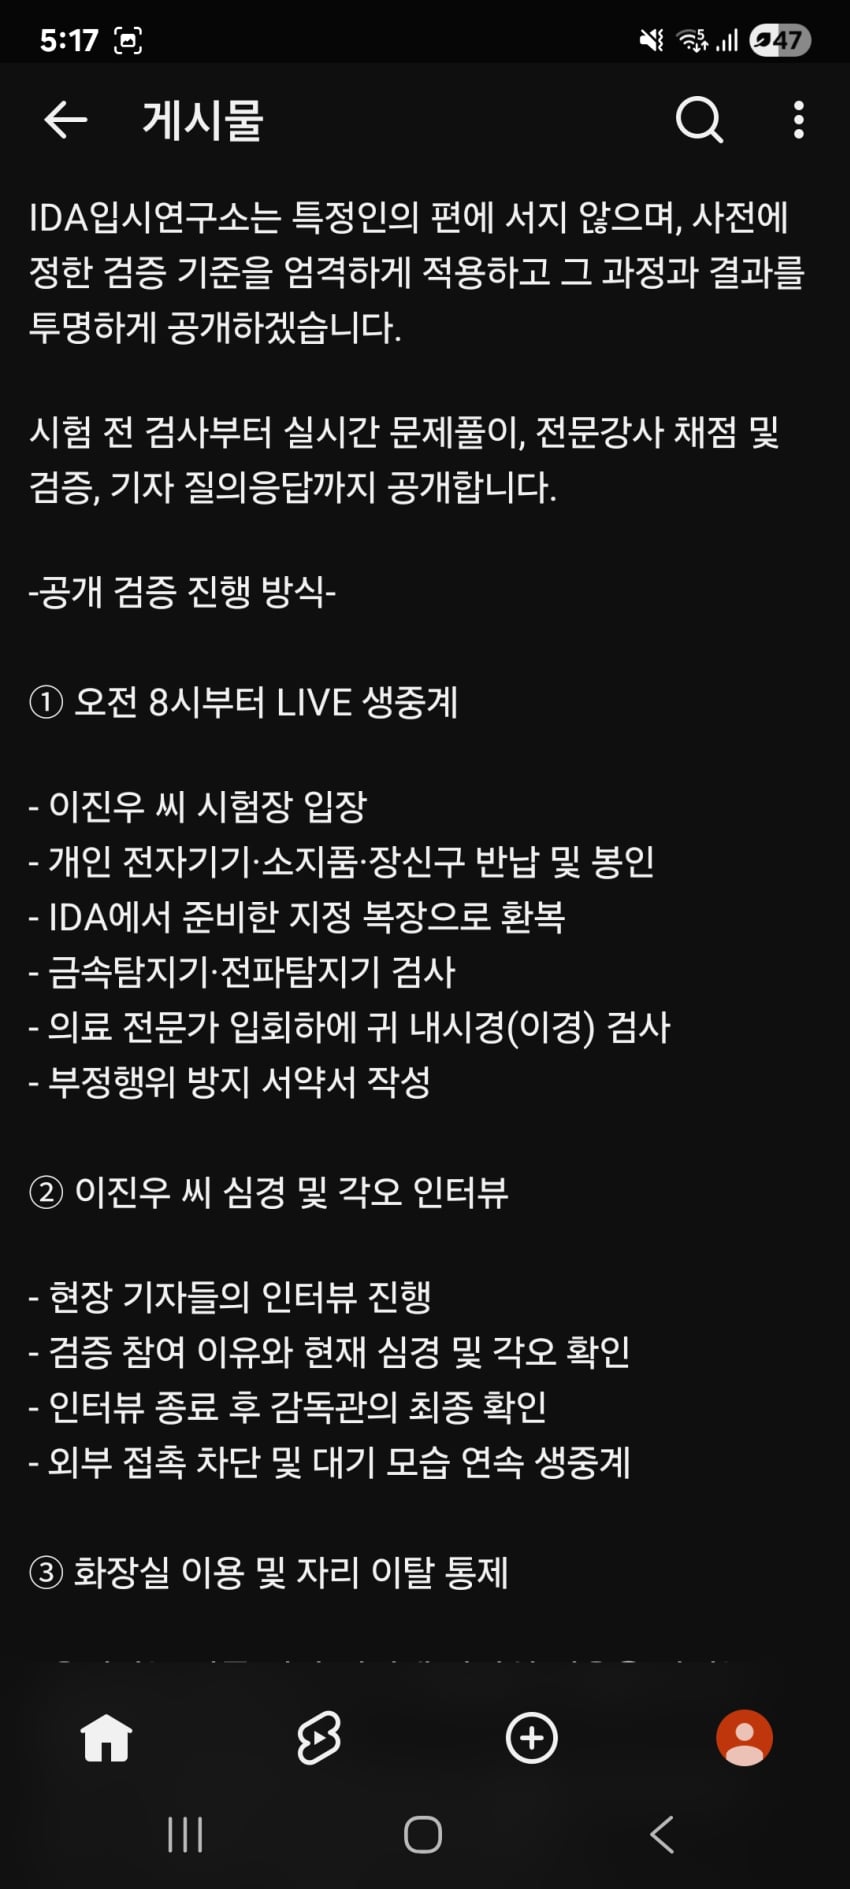 5:17
47
게시물
IDA입시연구소는 특정인의 편에 서지 않으며, 사전에
정한 검증 기준을 엄격하게 적용하고 그 과정과 결과를
투명하게 공개하겠습니다.
시험 전 검사부터 실시간 문제풀이, 전문강사 채점 및
검증, 기자 질의응답까지 공개합니다.
-공개 검증 진행 방식-
① 오전 8시부터 LIVE 생중계
- 이진우 씨 시험장 입장
- 개인 전자기기·소지품·장신구 반납 및 봉인
- IDA에서 준비한 지정 복장으로 환복
- 금속탐지기·전파탐지기 검사
- 의료 전문가 입회하에 귀 내시경(이경) 검사
- 부정행위 방지 서약서 작성
② 이진우 씨 심경 및 각오 인터뷰
- 현장 기자들의 인터뷰 진행
- 검증 참여 이유와 현재 심경 및 각오 확인
- 인터뷰 종료 후 감독관의 최종 확인
- 외부 접촉 차단 및 대기 모습 연속 생중계
③ 화장실 이용 및 자리 이탈 통제